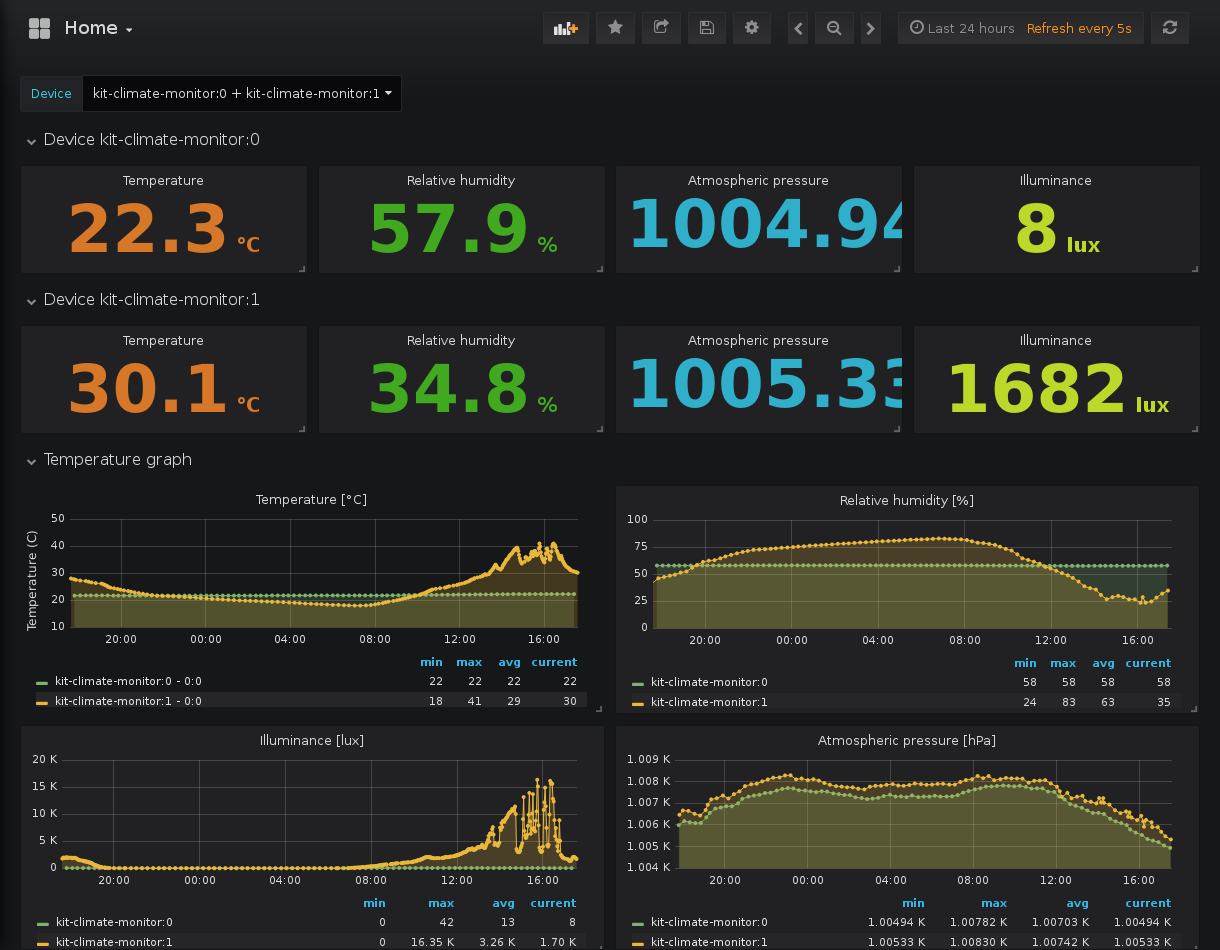 Home
Last 24 hours Refresh every 5s
Device kit-climate-monitor:0 + kit-climate-monitor:1
Device kit-climate-monitor:0
Temperature Relative humidity Atmospheric pressure Illuminance
22.3 °C 57.9 % 1004.94 8 lux
Device kit-climate-monitor:1
Temperature Relative humidity Atmospheric pressure Illuminance
30.1 °C 34.8 % 1005.33 1682 lux
Temperature graph
Temperature [°C]
Temperature (C)
50
40
30
20
10
20:00 00:00 04:00 08:00 12:00 16:00
min max avg current
kit-climate-monitor:0 - 0:0 22 22 22 22
kit-climate-monitor:1 - 0:0 18 41 29 30
Relative humidity [%]
100
75
50
25
0
20:00 00:00 04:00 08:00 12:00 16:00
min max avg current
kit-climate-monitor:0 58 58 58 58
kit-climate-monitor:1 24 83 63 35
Illuminance [lux]
20 K
15 K
10 K
5 K
0
20:00 00:00 04:00 08:00 12:00 16:00
min max avg current
kit-climate-monitor:0 0 42 13 8
kit-climate-monitor:1 0 16.35 K 3.26 K 1.70 K
Atmospheric pressure [hPa]
1.009 K
1.008 K
1.007 K
1.006 K
1.005 K
1.004 K
20:00 00:00 04:00 08:00 12:00 16:00
min max avg current
kit-climate-monitor:0 1.00494 K 1.00782 K 1.00703 K 1.00494 K
kit-climate-monitor:1 1.00533 K 1.00830 K 1.00742 K 1.00533 K